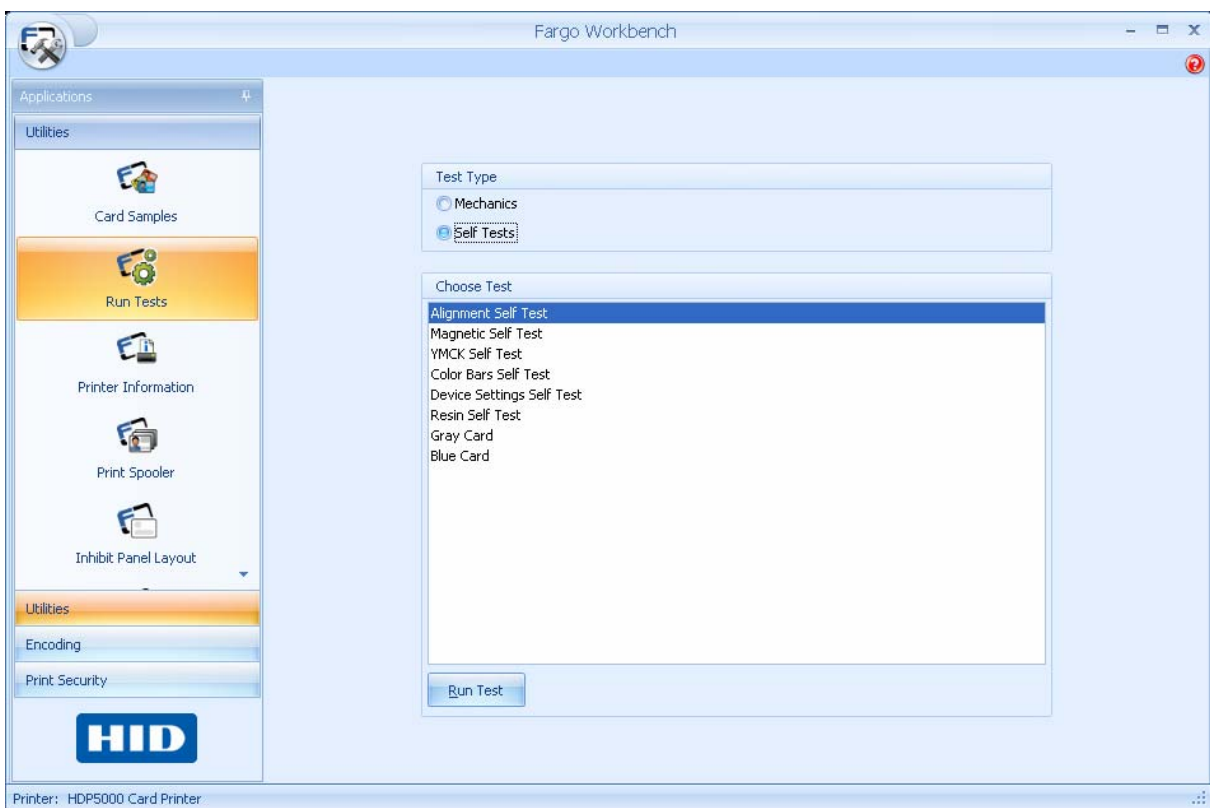 Fargo Workbench
Applications
Utilities
Card Samples
Run Tests
Printer Information
Print Spooler
Inhibit Panel Layout
Utilities
Encoding
Print Security
HID
Test Type
Mechanics
Self Tests
Choose Test
Alignment Self Test
Magnetic Self Test
YMCK Self Test
Color Bars Self Test
Device Settings Self Test
Resin Self Test
Gray Card
Blue Card
Run Test
Printer: HDP5000 Card Printer